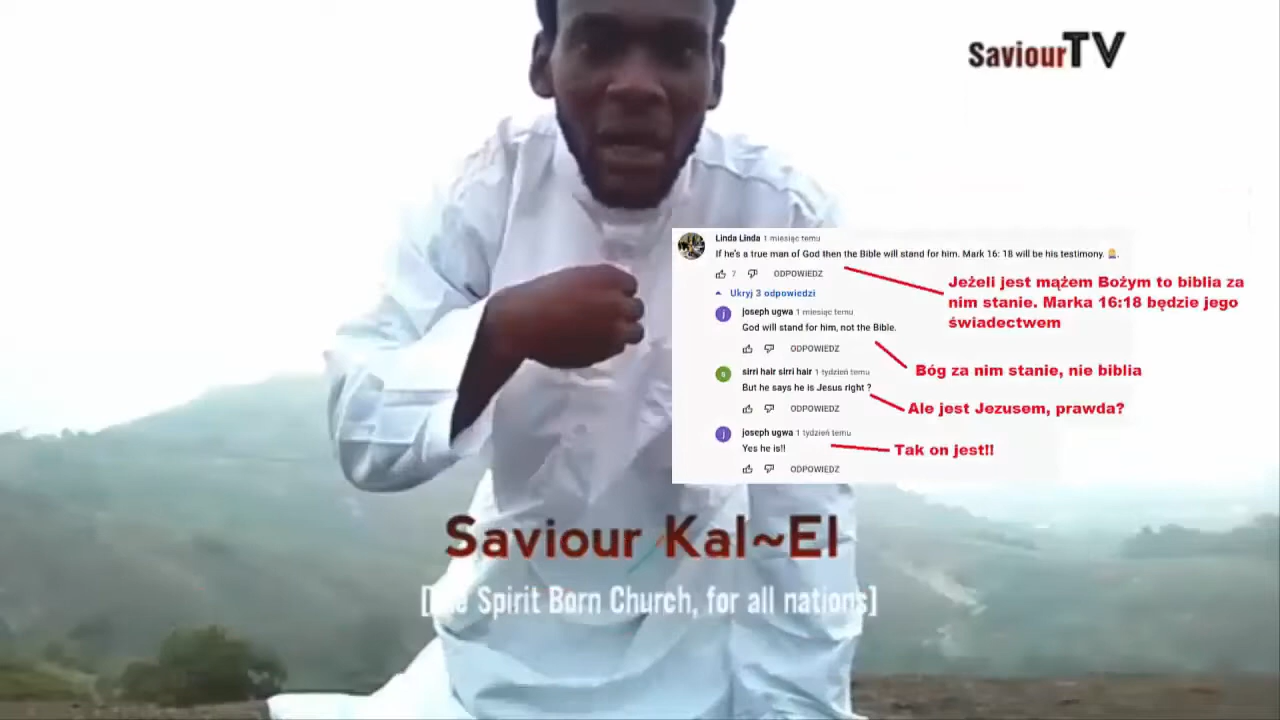 SaviourTV
Linda Linda 1 miesiąc temu
If he's a true man of God then the Bible will stand for him. Mark 16: 18 will be his testimony.
7 ODPOWIEDZ
Ukryj 3 odpowiedzi
Jeżeli jest mążem Bożym to biblia za
nim stanie. Marka 16:18 będzie jego
świadectwem
joseph ugwa 1 miesiąc temu
God will stand for him, not the Bible.
ODPOWIEDZ
Bóg za nim stanie, nie biblia
sirri hair sirri hair 1 tydzień temu
But he says he is Jesus right ?
ODPOWIEDZ
Ale jest Jezusem, prawda?
joseph ugwa 1 tydzień temu
Yes he is!!
ODPOWIEDZ
Tak on jest!!
Saviour Kal~El
Spirit Born Church, for all nations]